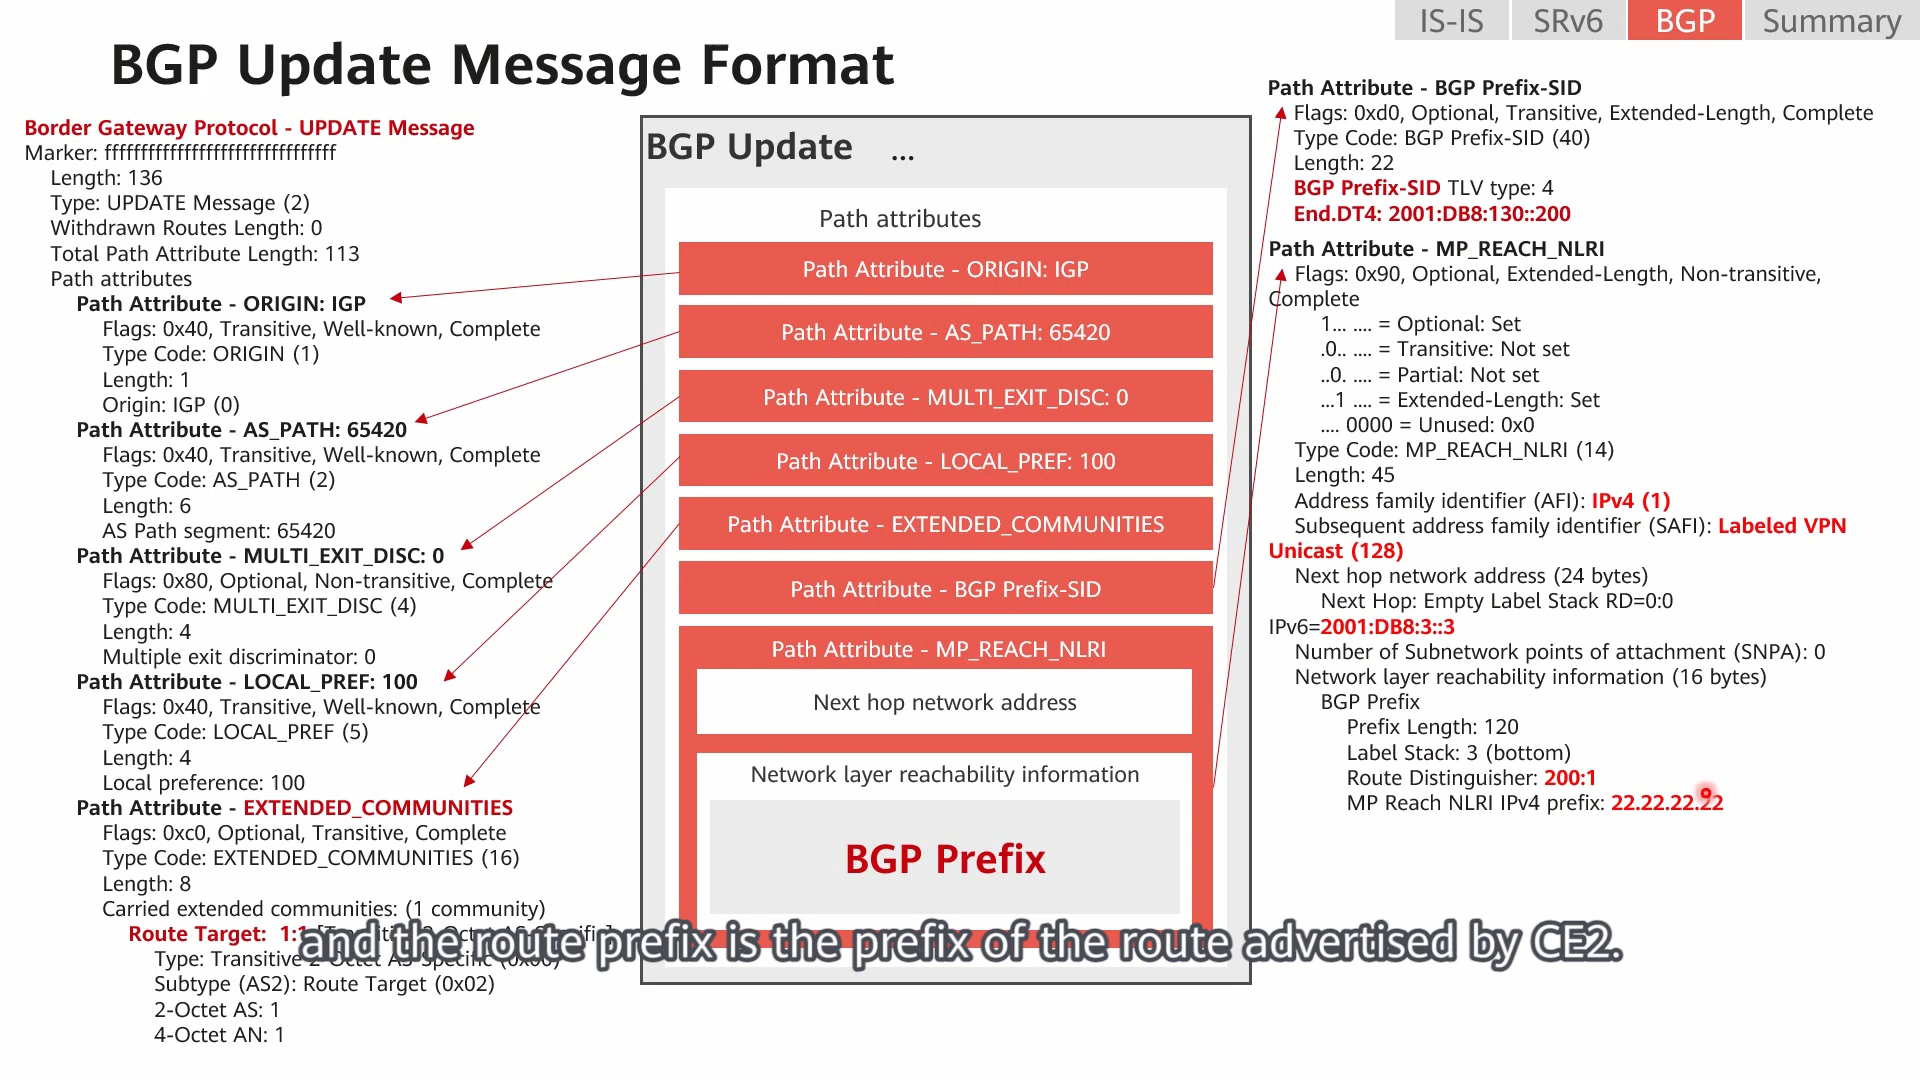 IS-IS SRv6 BGP Summary
BGP Update Message Format
Border Gateway Protocol - UPDATE Message
Marker: ffffffffffffffffffffffffffffffff
Length: 136
Type: UPDATE Message (2)
Withdrawn Routes Length: 0
Total Path Attribute Length: 113
Path attributes
Path Attribute - ORIGIN: IGP
Flags: 0x40, Transitive, Well-known, Complete
Type Code: ORIGIN (1)
Length: 1
Origin: IGP (0)
Path Attribute - AS_PATH: 65420
Flags: 0x40, Transitive, Well-known, Complete
Type Code: AS_PATH (2)
Length: 6
AS Path segment: 65420
Path Attribute - MULTI_EXIT_DISC: 0
Flags: 0x80, Optional, Non-transitive, Complete
Type Code: MULTI_EXIT_DISC (4)
Length: 4
Multiple exit discriminator: 0
Path Attribute - LOCAL_PREF: 100
Flags: 0x40, Transitive, Well-known, Complete
Type Code: LOCAL_PREF (5)
Length: 4
Local preference: 100
Path Attribute - EXTENDED_COMMUNITIES
Flags: 0xc0, Optional, Transitive, Complete
Type Code: EXTENDED_COMMUNITIES (16)
Length: 8
Carried extended communities: (1 community)
Route Target: 1:1
Type: Transitive 2-Octet AS-Specific (0x00)
Subtype (AS2): Route Target (0x02)
2-Octet AS: 1
4-Octet AN: 1
BGP Update ...
Path attributes
Path Attribute - ORIGIN: IGP
Path Attribute - AS_PATH: 65420
Path Attribute - MULTI_EXIT_DISC: 0
Path Attribute - LOCAL_PREF: 100
Path Attribute - EXTENDED_COMMUNITIES
Path Attribute - BGP Prefix-SID
Path Attribute - MP_REACH_NLRI
Next hop network address
Network layer reachability information
BGP Prefix
Path Attribute - BGP Prefix-SID
Flags: 0xd0, Optional, Transitive, Extended-Length, Complete
Type Code: BGP Prefix-SID (40)
Length: 22
BGP Prefix-SID TLV type: 4
End.DT4: 2001:DB8:130::200
Path Attribute - MP_REACH_NLRI
Flags: 0x90, Optional, Extended-Length, Non-transitive,
Complete
1... .... = Optional: Set
.0.. .... = Transitive: Not set
..0. .... = Partial: Not set
...1 .... = Extended-Length: Set
.... 0000 = Unused: 0x0
Type Code: MP_REACH_NLRI (14)
Length: 45
Address family identifier (AFI): IPv4 (1)
Subsequent address family identifier (SAFI): Labeled VPN
Unicast (128)
Next hop network address (24 bytes)
Next Hop: Empty Label Stack RD=0:0
IPv6=2001:DB8:3::3
Number of Subnetwork points of attachment (SNPA): 0
Network layer reachability information (16 bytes)
BGP Prefix
Prefix Length: 120
Label Stack: 3 (bottom)
Route Distinguisher: 200:1
MP Reach NLRI IPv4 prefix: 22.22.22.22
and the route prefix is the prefix of the route advertised by CE2.